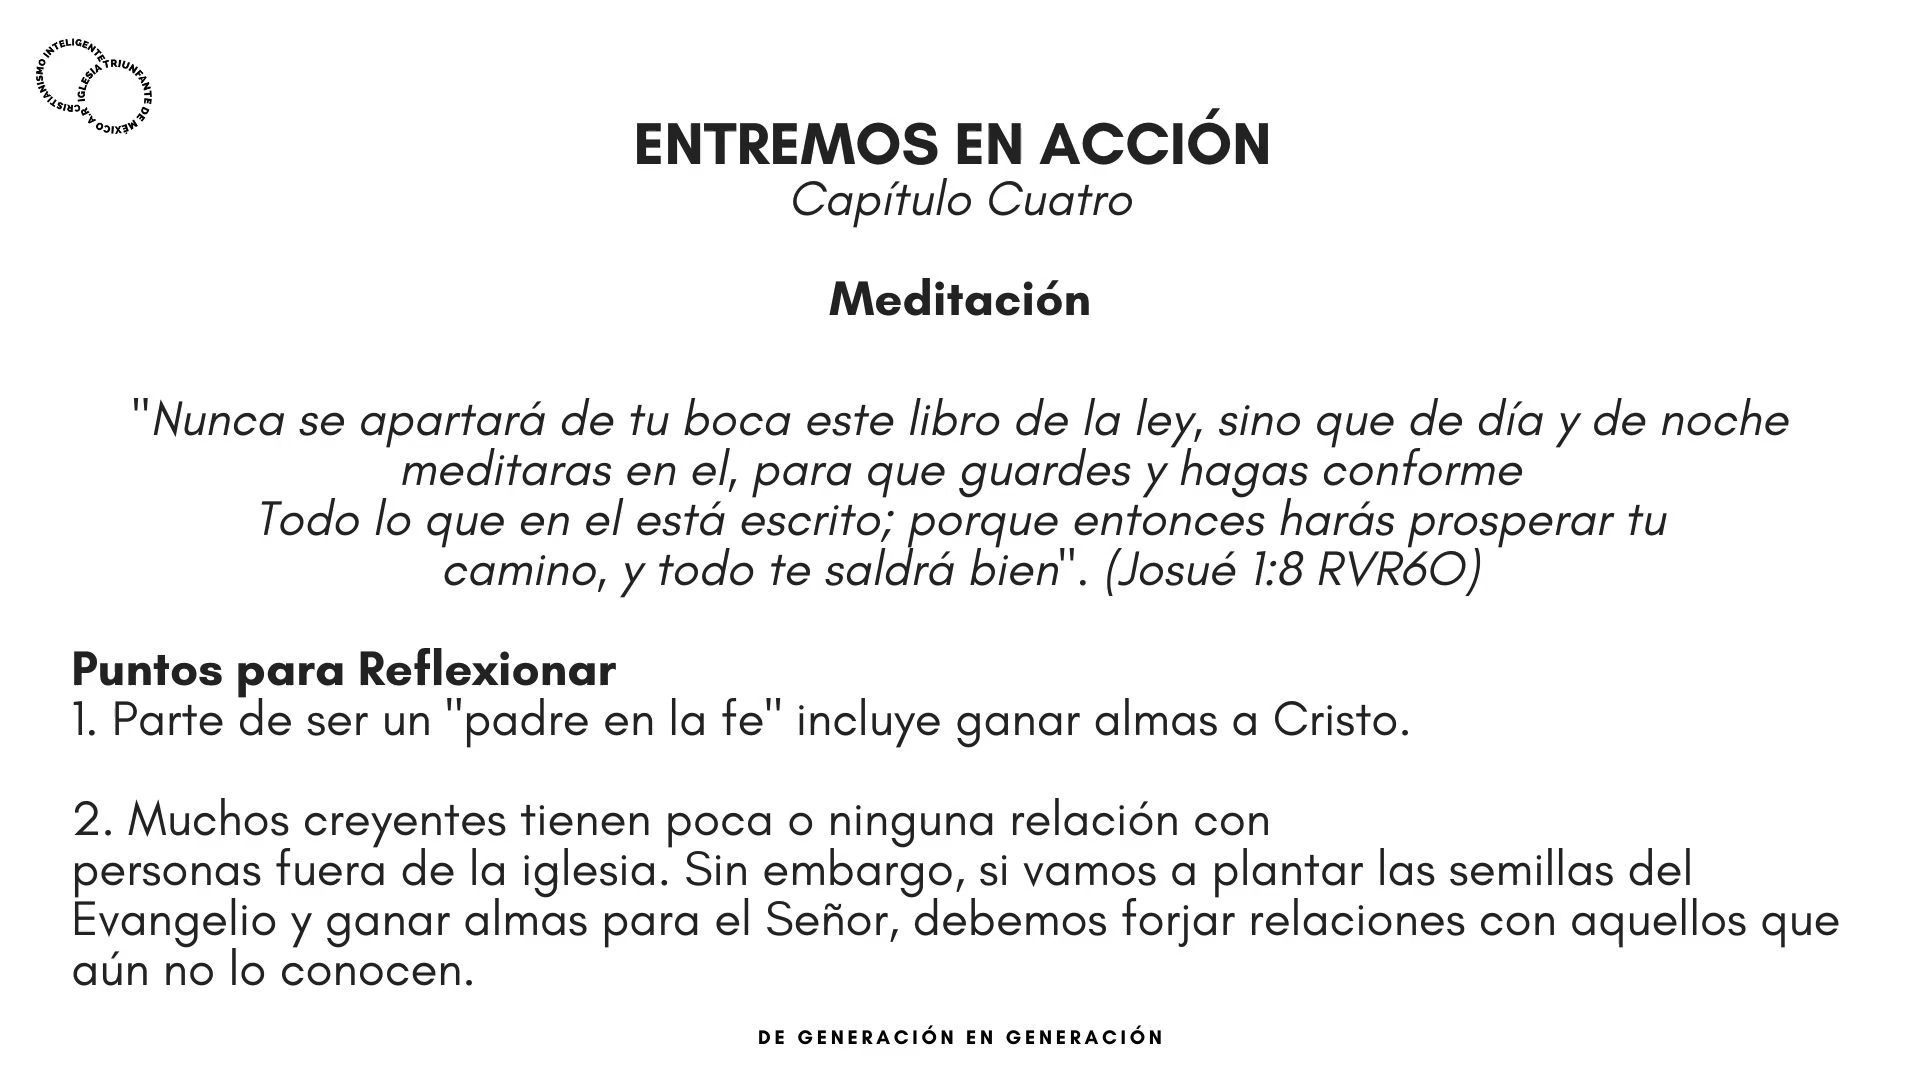 CRISTIANISMO INTELIGENTE
IGLESIA TRIUNFANTE DE MÉXICO A.R
ENTREMOS EN ACCIÓN
Capítulo Cuatro
Meditación
"Nunca se apartará de tu boca este libro de la ley, sino que de día y de noche
meditaras en el, para que guardes y hagas conforme
Todo lo que en el está escrito; porque entonces harás prosperar tu
camino, y todo te saldrá bien". (Josué 1:8 RVR6O)
Puntos para Reflexionar
1. Parte de ser un "padre en la fe" incluye ganar almas a Cristo.
2. Muchos creyentes tienen poca o ninguna relación con
personas fuera de la iglesia. Sin embargo, si vamos a plantar las semillas del
Evangelio y ganar almas para el Señor, debemos forjar relaciones con aquellos que
aún no lo conocen.
DE GENERACIÓN EN GENERACIÓN